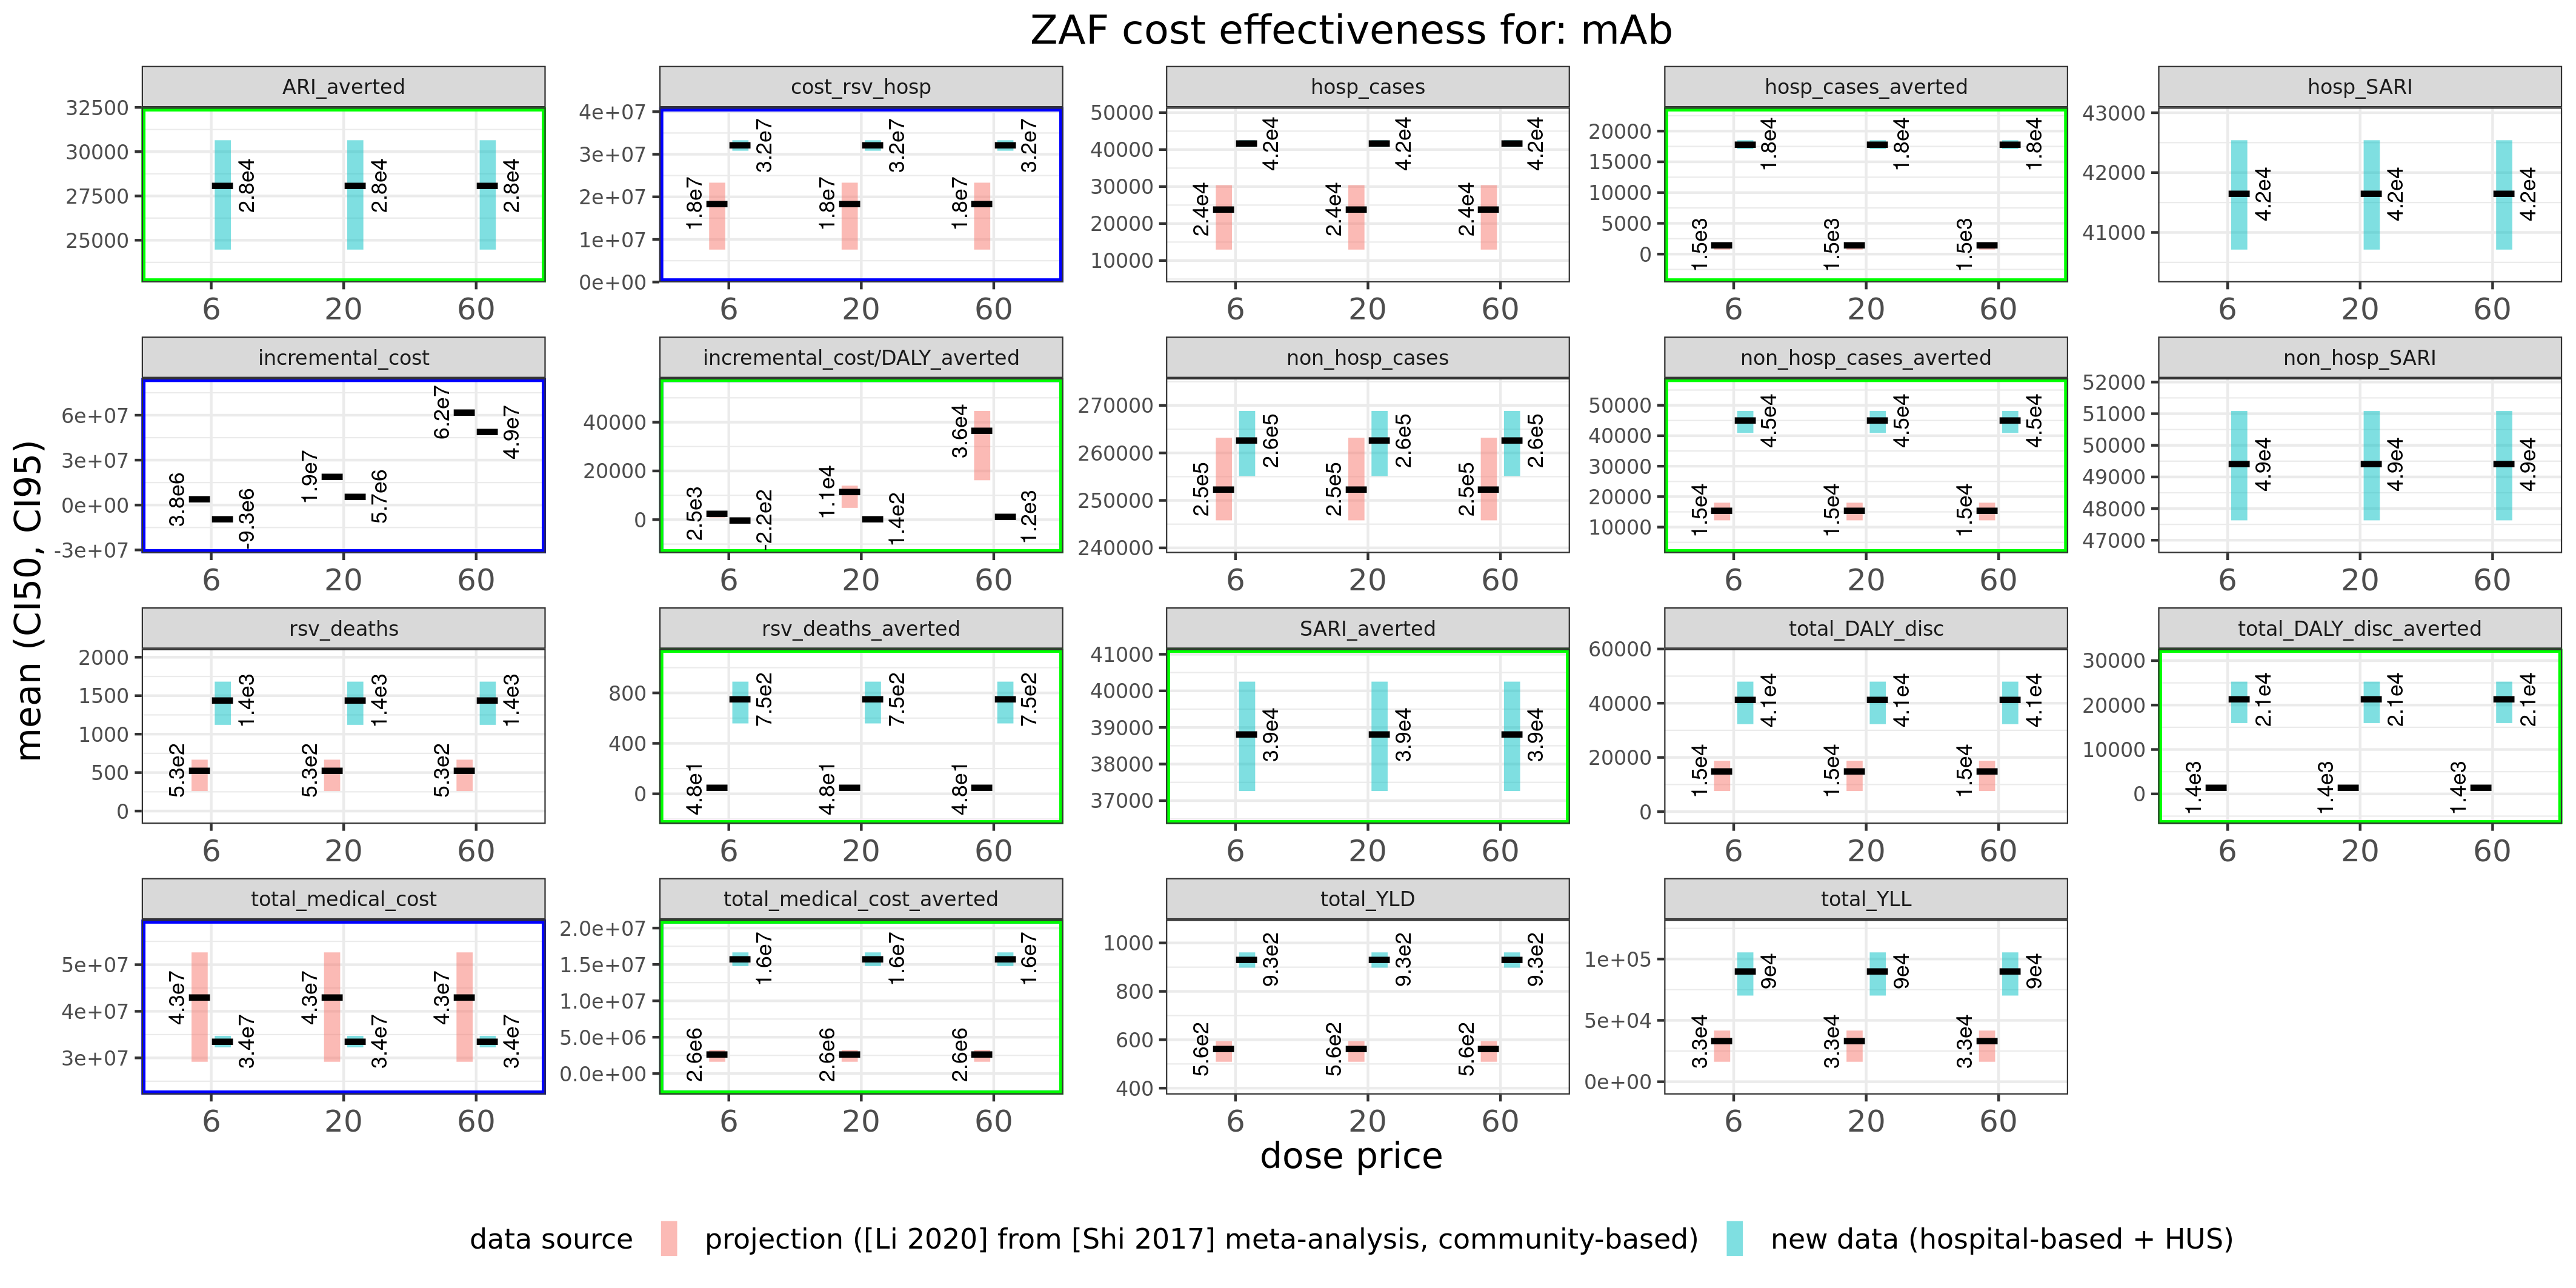 ZAF cost effectiveness for: mAb
mean (CI50, CI95)
ARI_averted
32500
30000
27500
25000
2.8e4
2.8e4
2.8e4
6 20 60
cost_rsv_hosp
4e+07
3e+07
2e+07
1e+07
0e+00
1.8e7
3.2e7
1.8e7
3.2e7
1.8e7
3.2e7
6 20 60
hosp_cases
50000
40000
30000
20000
10000
2.4e4
4.2e4
2.4e4
4.2e4
2.4e4
4.2e4
6 20 60
hosp_cases_averted
20000
15000
10000
5000
0
1.5e3
1.8e4
1.5e3
1.8e4
1.5e3
1.8e4
6 20 60
hosp_SARI
43000
42000
41000
4.2e4
4.2e4
4.2e4
6 20 60
incremental_cost
6e+07
3e+07
0e+00
-3e+07
3.8e6
-9.3e6
1.9e7
5.7e6
6.2e7
4.9e7
6 20 60
incremental_cost/DALY_averted
40000
20000
0
2.5e3
-2.2e2
1.1e4
1.4e2
3.6e4
1.2e3
6 20 60
non_hosp_cases
270000
260000
250000
240000
2.5e5
2.6e5
2.5e5
2.6e5
2.5e5
2.6e5
6 20 60
non_hosp_cases_averted
50000
40000
30000
20000
10000
1.5e4
4.5e4
1.5e4
4.5e4
1.5e4
4.5e4
6 20 60
non_hosp_SARI
52000
51000
50000
49000
48000
47000
4.9e4
4.9e4
4.9e4
6 20 60
rsv_deaths
2000
1500
1000
500
0
5.3e2
1.4e3
5.3e2
1.4e3
5.3e2
1.4e3
6 20 60
rsv_deaths_averted
800
400
0
4.8e1
7.5e2
4.8e1
7.5e2
4.8e1
7.5e2
6 20 60
SARI_averted
41000
40000
39000
38000
37000
3.9e4
3.9e4
3.9e4
6 20 60
total_DALY_disc
60000
40000
20000
0
1.5e4
4.1e4
1.5e4
4.1e4
1.5e4
4.1e4
6 20 60
total_DALY_disc_averted
30000
20000
10000
0
1.4e3
2.1e4
1.4e3
2.1e4
1.4e3
2.1e4
6 20 60
total_medical_cost
5e+07
4e+07
3e+07
4.3e7
3.4e7
4.3e7
3.4e7
4.3e7
3.4e7
6 20 60
total_medical_cost_averted
2.0e+07
1.5e+07
1.0e+07
5.0e+06
0.0e+00
2.6e6
1.6e7
2.6e6
1.6e7
2.6e6
1.6e7
6 20 60
total_YLD
1000
800
600
400
5.6e2
9.3e2
5.6e2
9.3e2
5.6e2
9.3e2
6 20 60
total_YLL
1e+05
5e+04
0e+00
3.3e4
9e4
3.3e4
9e4
3.3e4
9e4
6 20 60
dose price
data source projection ([Li 2020] from [Shi 2017] meta-analysis, community-based) new data (hospital-based + HUS)